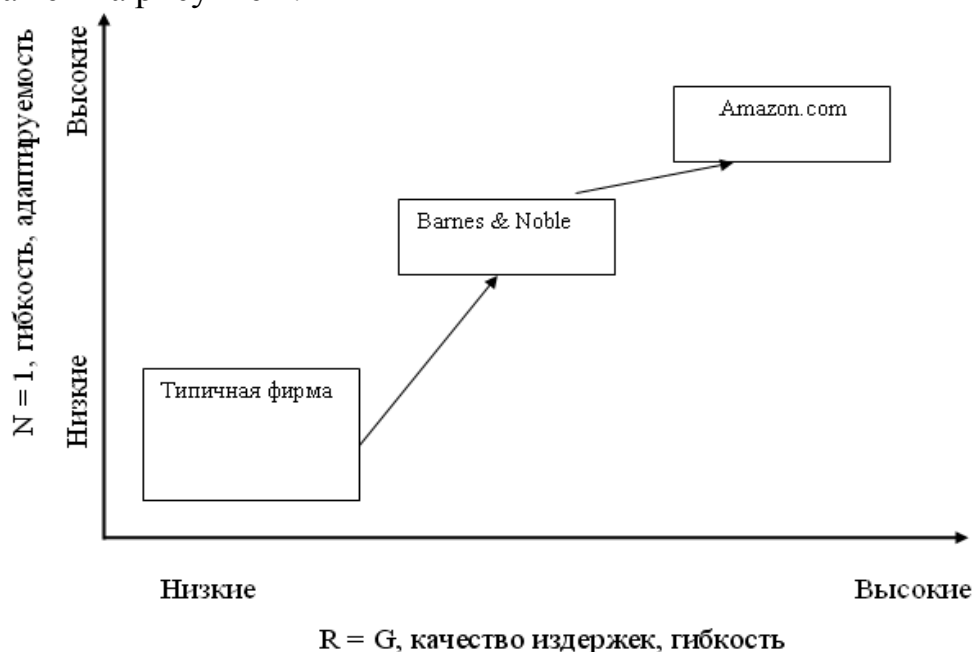 Высокие
Amazon.com
Barnes & Noble
N = 1, гибкость, адаптируемость
Низкие
Типичная фирма
Низкие
Высокие
R = G, качество издержек, гибкость